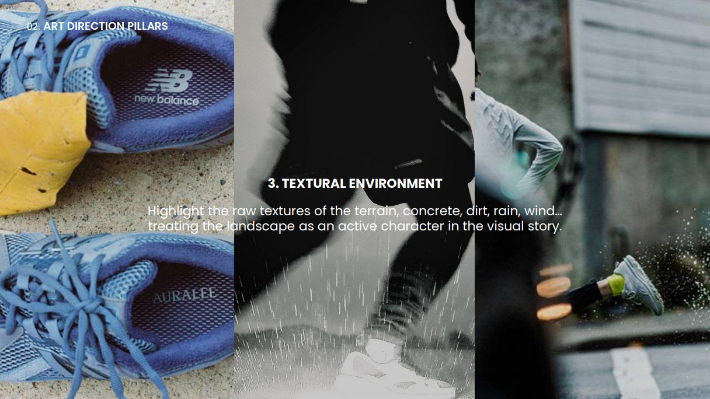 02. ART DIRECTION PILLARS
NB
new balance
3. TEXTURAL ENVIRONMENT
Highlight the raw textures of the terrain, concrete, dirt, rain, wind...
treating the landscape as an active character in the visual story.
AURALEE